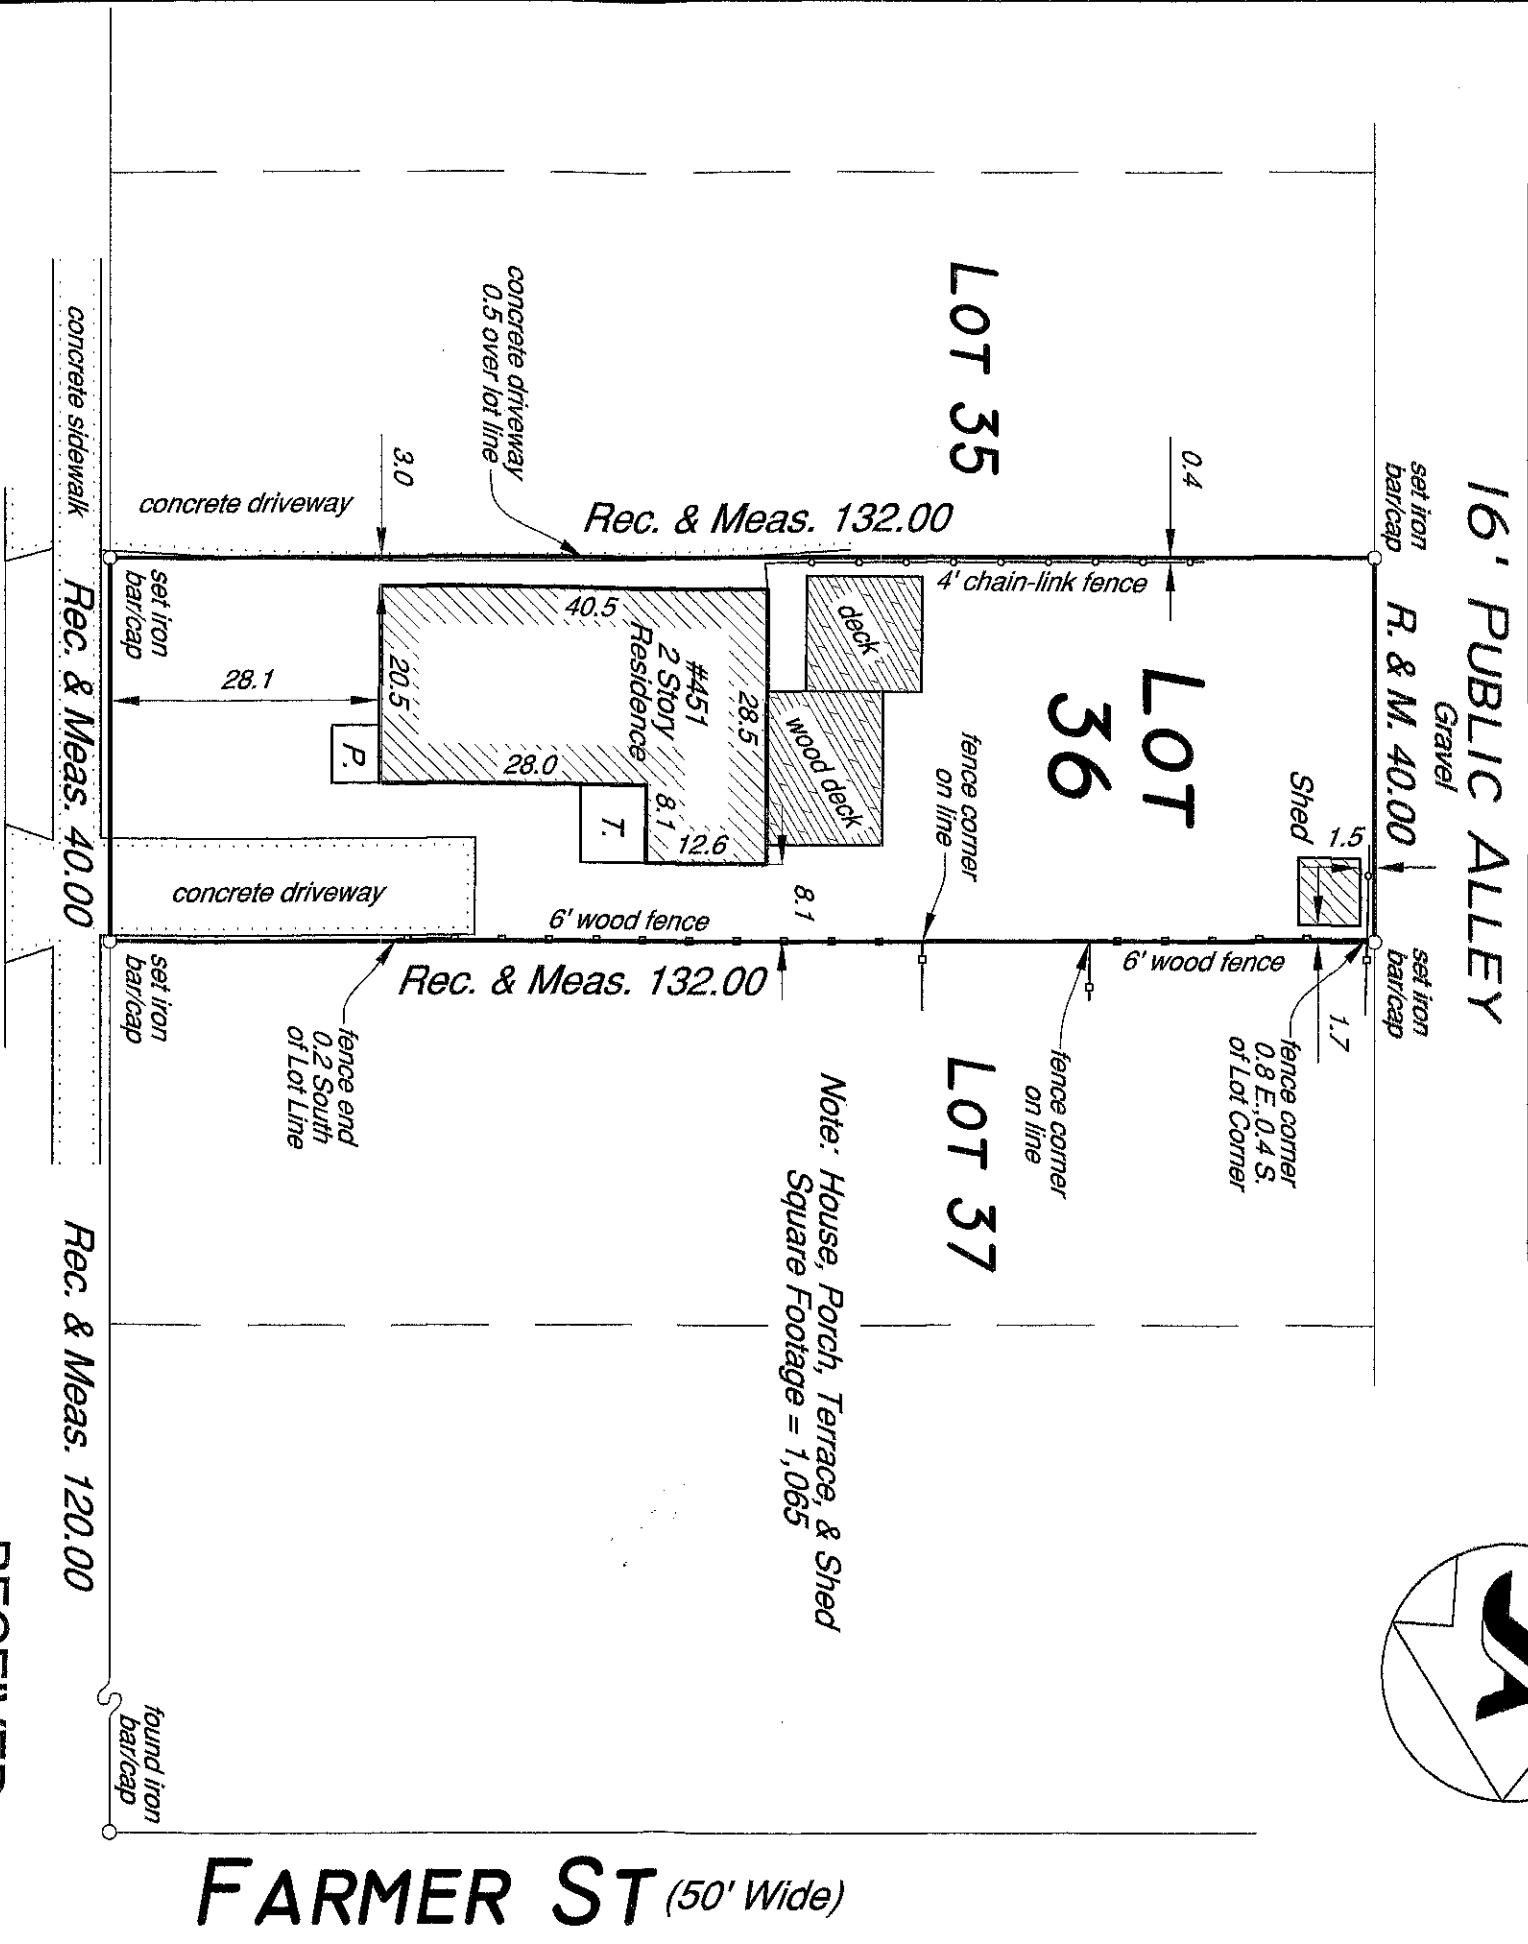 16' PUBLIC ALLEY
Gravel
set iron
bar/cap
R. & M. 40.00
set iron
bar/cap
LOT 35
0.4
Rec. & Meas. 132.00
4' chain-link fence
LOT
36
Shed
1.5
1.7
fence corner
0.8 E., 0.4 S.
of Lot Corner
6' wood fence
fence corner
on line
fence corner
on line
LOT 37
concrete driveway
0.5 over lot line
3.0
concrete driveway
deck
wood deck
40.5
#451
2 Story
Residence
28.5
20.5
28.0
8.1
12.6
8.1
28.1
P.
T.
6' wood fence
concrete driveway
Rec. & Meas. 132.00
Note: House, Porch, Terrace, & Shed
Square Footage = 1,065
fence end
0.2 South
of Lot Line
set iron
bar/cap
set iron
bar/cap
concrete sidewalk
Rec. & Meas. 40.00
Rec. & Meas. 120.00
found iron
bar/cap
FARMER ST (50' Wide)